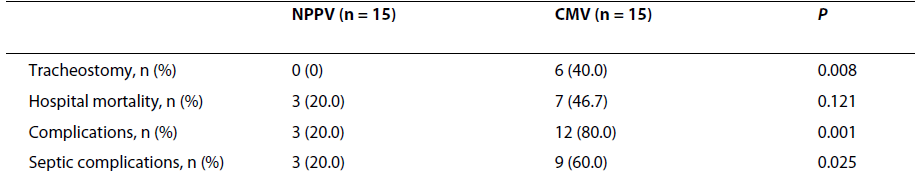 NPPV (n = 15) CMV (n = 15) P
Tracheostomy, n (%) 0 (0) 6 (40.0) 0.008
Hospital mortality, n (%) 3 (20.0) 7 (46.7) 0.121
Complications, n (%) 3 (20.0) 12 (80.0) 0.001
Septic complications, n (%) 3 (20.0) 9 (60.0) 0.025